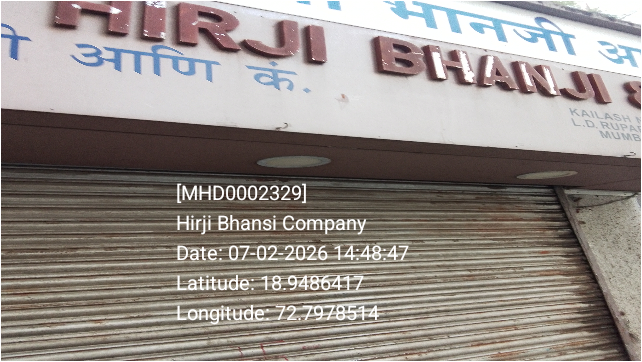 भानजी
HIRJI BHANJI &
आणि कं.
KAILASH
L.D. RUPA
MUMB
[MHD0002329]
Hirji Bhansi Company
Date: 07-02-2026 14:48:47
Latitude: 18.9486417
Longitude: 72.7978514